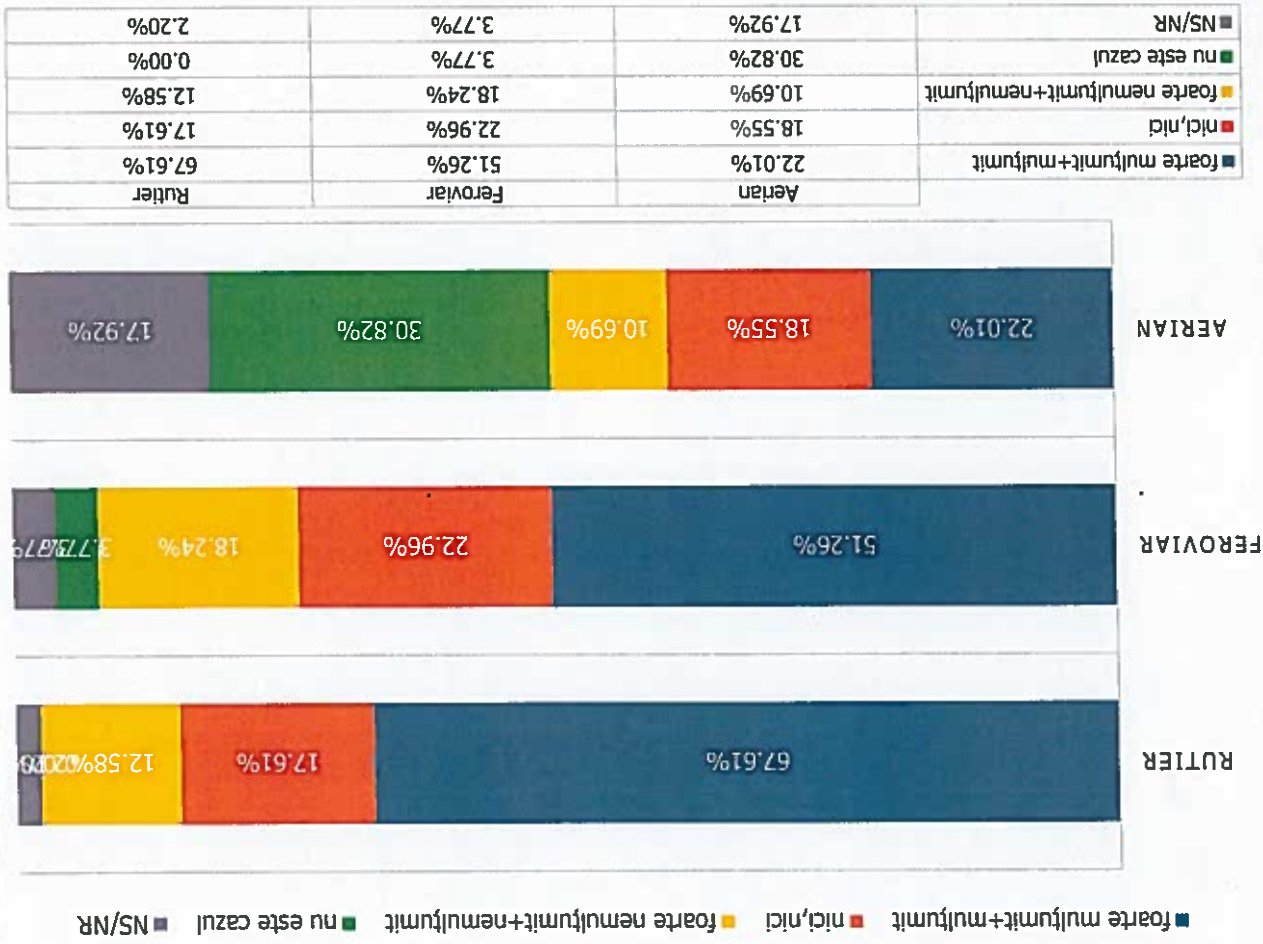 foarte mulțumit+mulțumit nici,nici foarte nemulțumit+nemulțumit nu este cazul NS/NR
RUTIER 67.61% 17.61% 12.58%
FEROVIAR 51.26% 22.96% 18.24%
AERIAN 22.01% 18.55% 10.69% 30.82% 17.92%
Aerian Feroviar Rutier
foarte mulțumit+mulțumit 22.01% 51.26% 67.61%
nici,nici 18.55% 22.96% 17.61%
foarte nemulțumit+nemulțumit 10.69% 18.24% 12.58%
nu este cazul 30.82% 3.77% 0.00%
NS/NR 17.92% 3.77% 2.20%